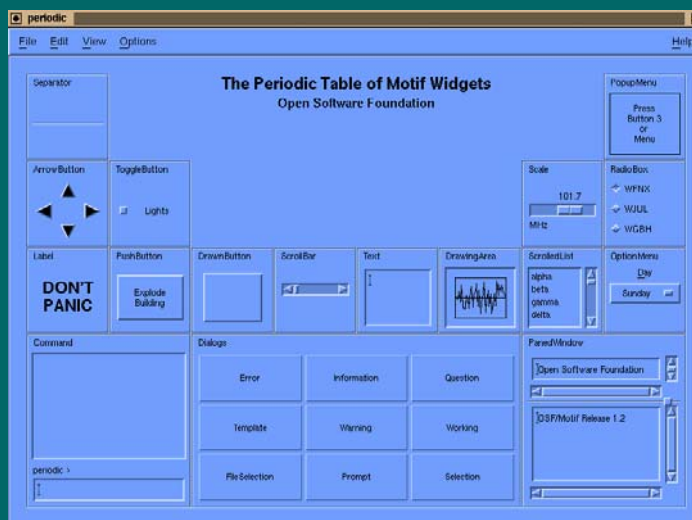 periodic
File Edit View Options Help
The Periodic Table of Motif Widgets
Open Software Foundation
Separator
PopupMenu
Press
Button 3
or
Menu
ArrowButton
ToggleButton
Lights
Scale
101.7
MHz
RadioBox
WFNX
WJUL
WGBH
Label
DON'T
PANIC
PushButton
Explode
Building
DrawnButton
ScrollBar
Text
DrawingArea
ScrolledList
alpha
beta
gamma
delta
OptionMenu
Day
Sunday
Command
periodic >
Dialogs
Error Information Question
Template Warning Working
FileSelection Prompt Selection
PanedWindow
Open Software Foundation
OSF/Motif Release 1.2